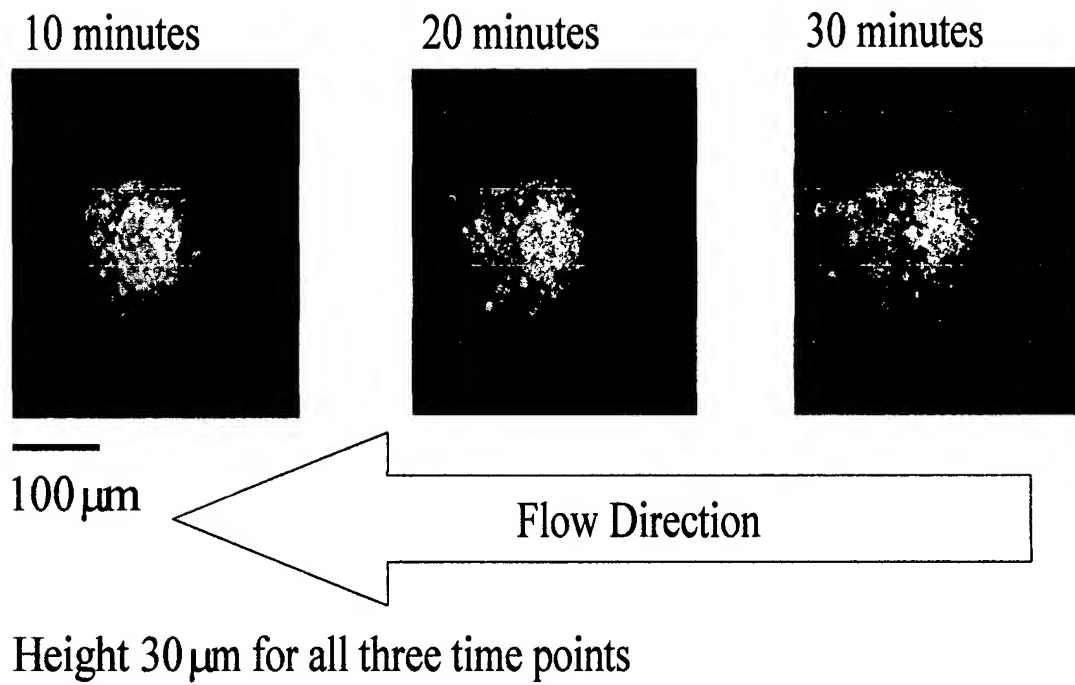 10 minutes
20 minutes
30 minutes
100 μm
Flow Direction
Height 30 μm for all three time points